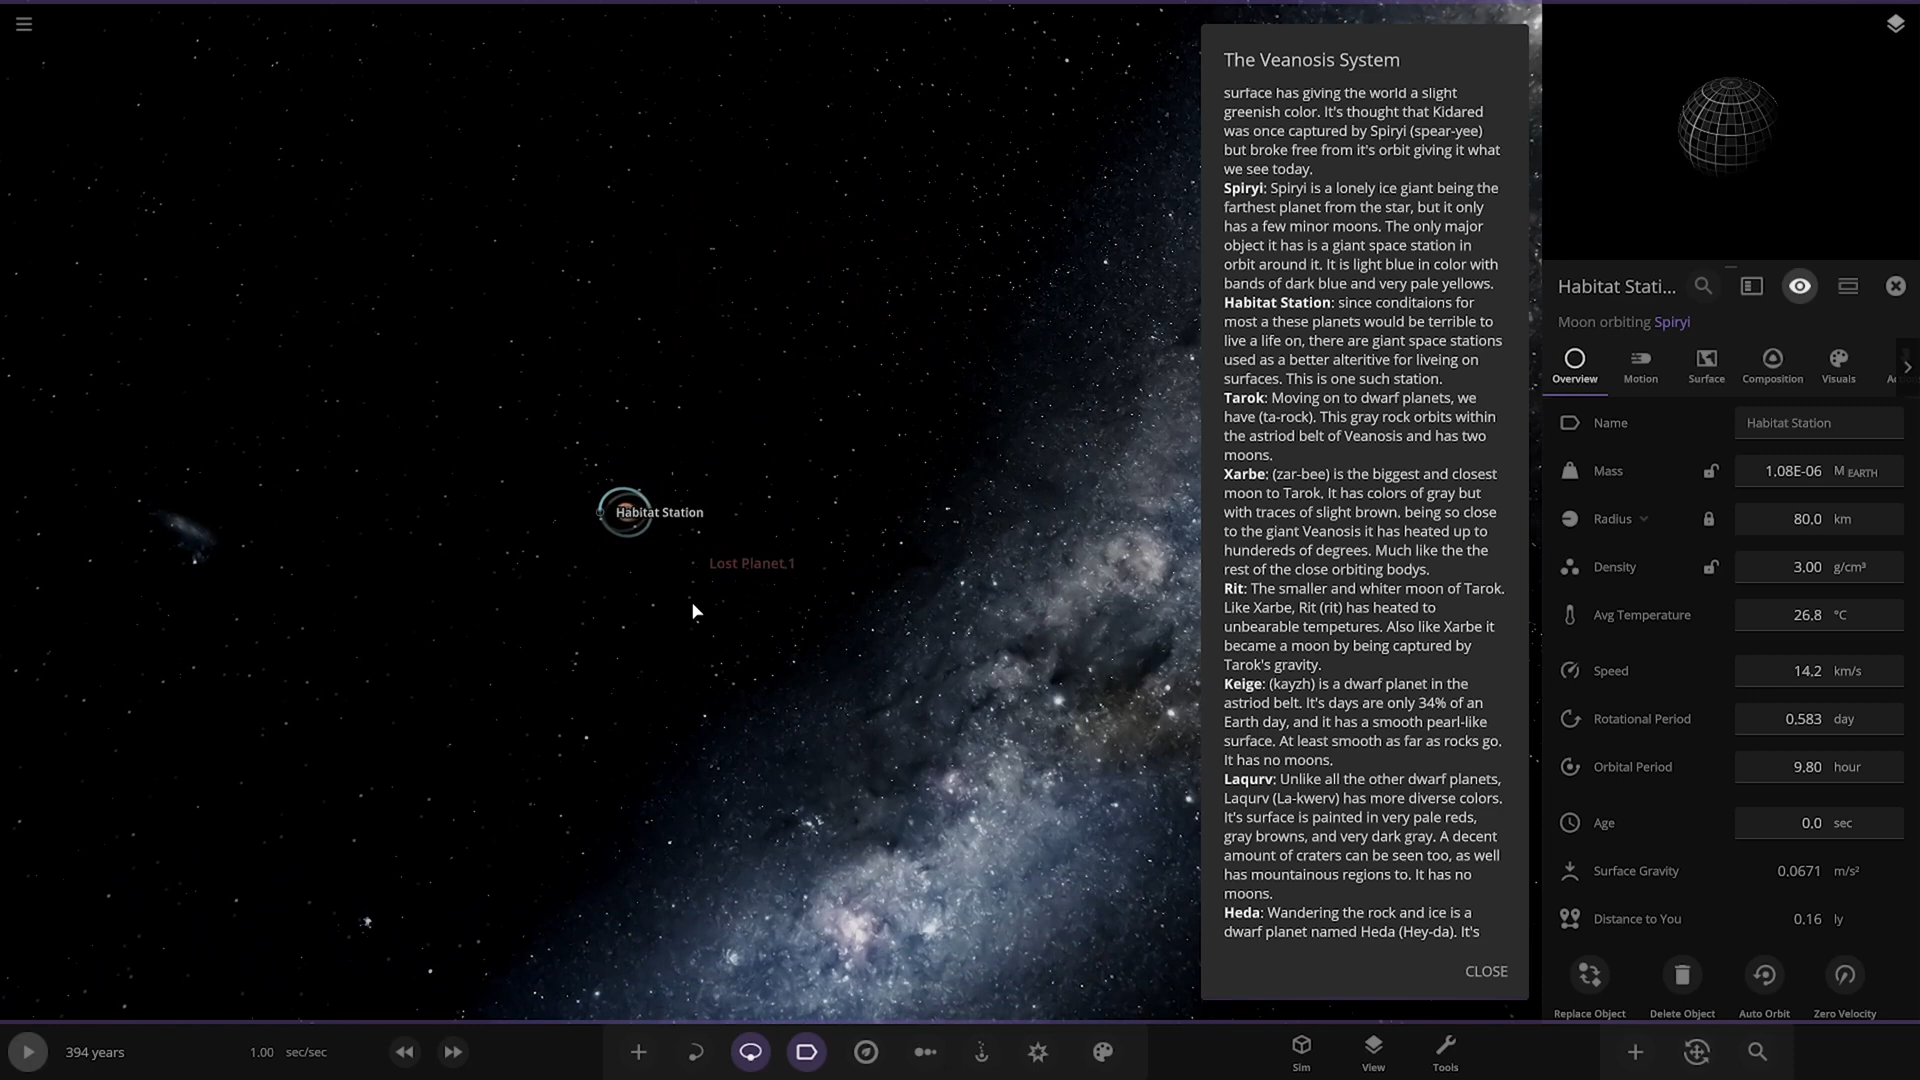 The Veanosis System
surface has giving the world a slight
greenish color. It's thought that Kidared
was once captured by Spiryi (spear-yee)
but broke free from it's orbit giving it what
we see today.
Spiryi: Spiryi is a lonely ice giant being the
farthest planet from the star, but it only
has a few minor moons. The only major
object it has is a giant space station in
orbit around it. It is light blue in color with
bands of dark blue and very pale yellows.
Habitat Station: since conditaions for
most a these planets would be terrible to
live a life on, there are giant space stations
used as a better alteritive for liveing on
surfaces. This is one such station.
Tarok: Moving on to dwarf planets, we
have (ta-rock). This gray rock orbits within
the astriod belt of Veanosis and has two
moons.
Xarbe: (zar-bee) is the biggest and closest
moon to Tarok, It has colors of gray but
with traces of slight brown. being so close
to the giant Veanosis it has heated up to
hundereds of degrees. Much like the the
rest of the close orbiting bodys.
Rit: The smaller and whiter moon of Tarok.
Like Xarbe, Rit (rit) has heated to
unbearable tempetures. Also like Xarbe it
became a moon by being captured by
Tarok's gravity.
Keige: (kayzh) is a dwarf planet in the
astriod belt. It's days are only 34% of an
Earth day, and it has a smooth pearl-like
surface. At least smooth as far as rocks go.
It has no moons.
Laqurv: Unlike all the other dwarf planets,
Laqurv (La-kwerv) has more diverse colors.
It's surface is painted in very pale reds,
gray browns, and very dark gray. A decent
amount of craters can be seen too, as well
has mountainous regions to. It has no
moons.
Heda: Wandering the rock and ice is a
dwarf planet named Heda (Hey-da). It's
CLOSE
Habitat Station
Lost Planet 1
Habitat Stati...
Moon orbiting Spiryi
Overview Motion Surface Composition Visuals Ac
Name Habitat Station
Mass 1.08E-06 M EARTH
Radius 80.0 km
Density 3.00 g/cm³
Avg Temperature 26.8 °C
Speed 14.2 km/s
Rotational Period 0.583 day
Orbital Period 9.80 hour
Age 0.0 sec
Surface Gravity 0.0671 m/s²
Distance to You 0.16 ly
Replace Object Delete Object Auto Orbit Zero Velocity
394 years 1.00 sec/sec
Sim View Tools